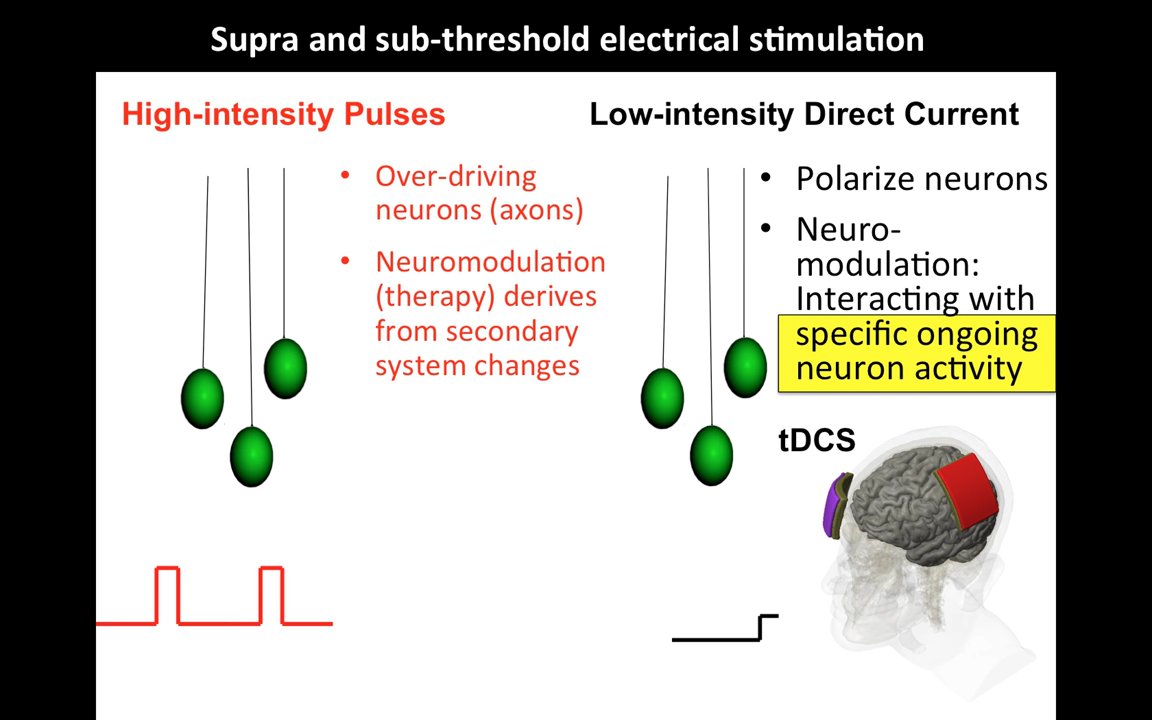 Supra and sub-threshold electrical stimulation
High-intensity Pulses
• Over-driving
neurons (axons)
• Neuromodulation
(therapy) derives
from secondary
system changes
Low-intensity Direct Current
• Polarize neurons
• Neuro-
modulation:
Interacting with
specific ongoing
neuron activity
tDCS